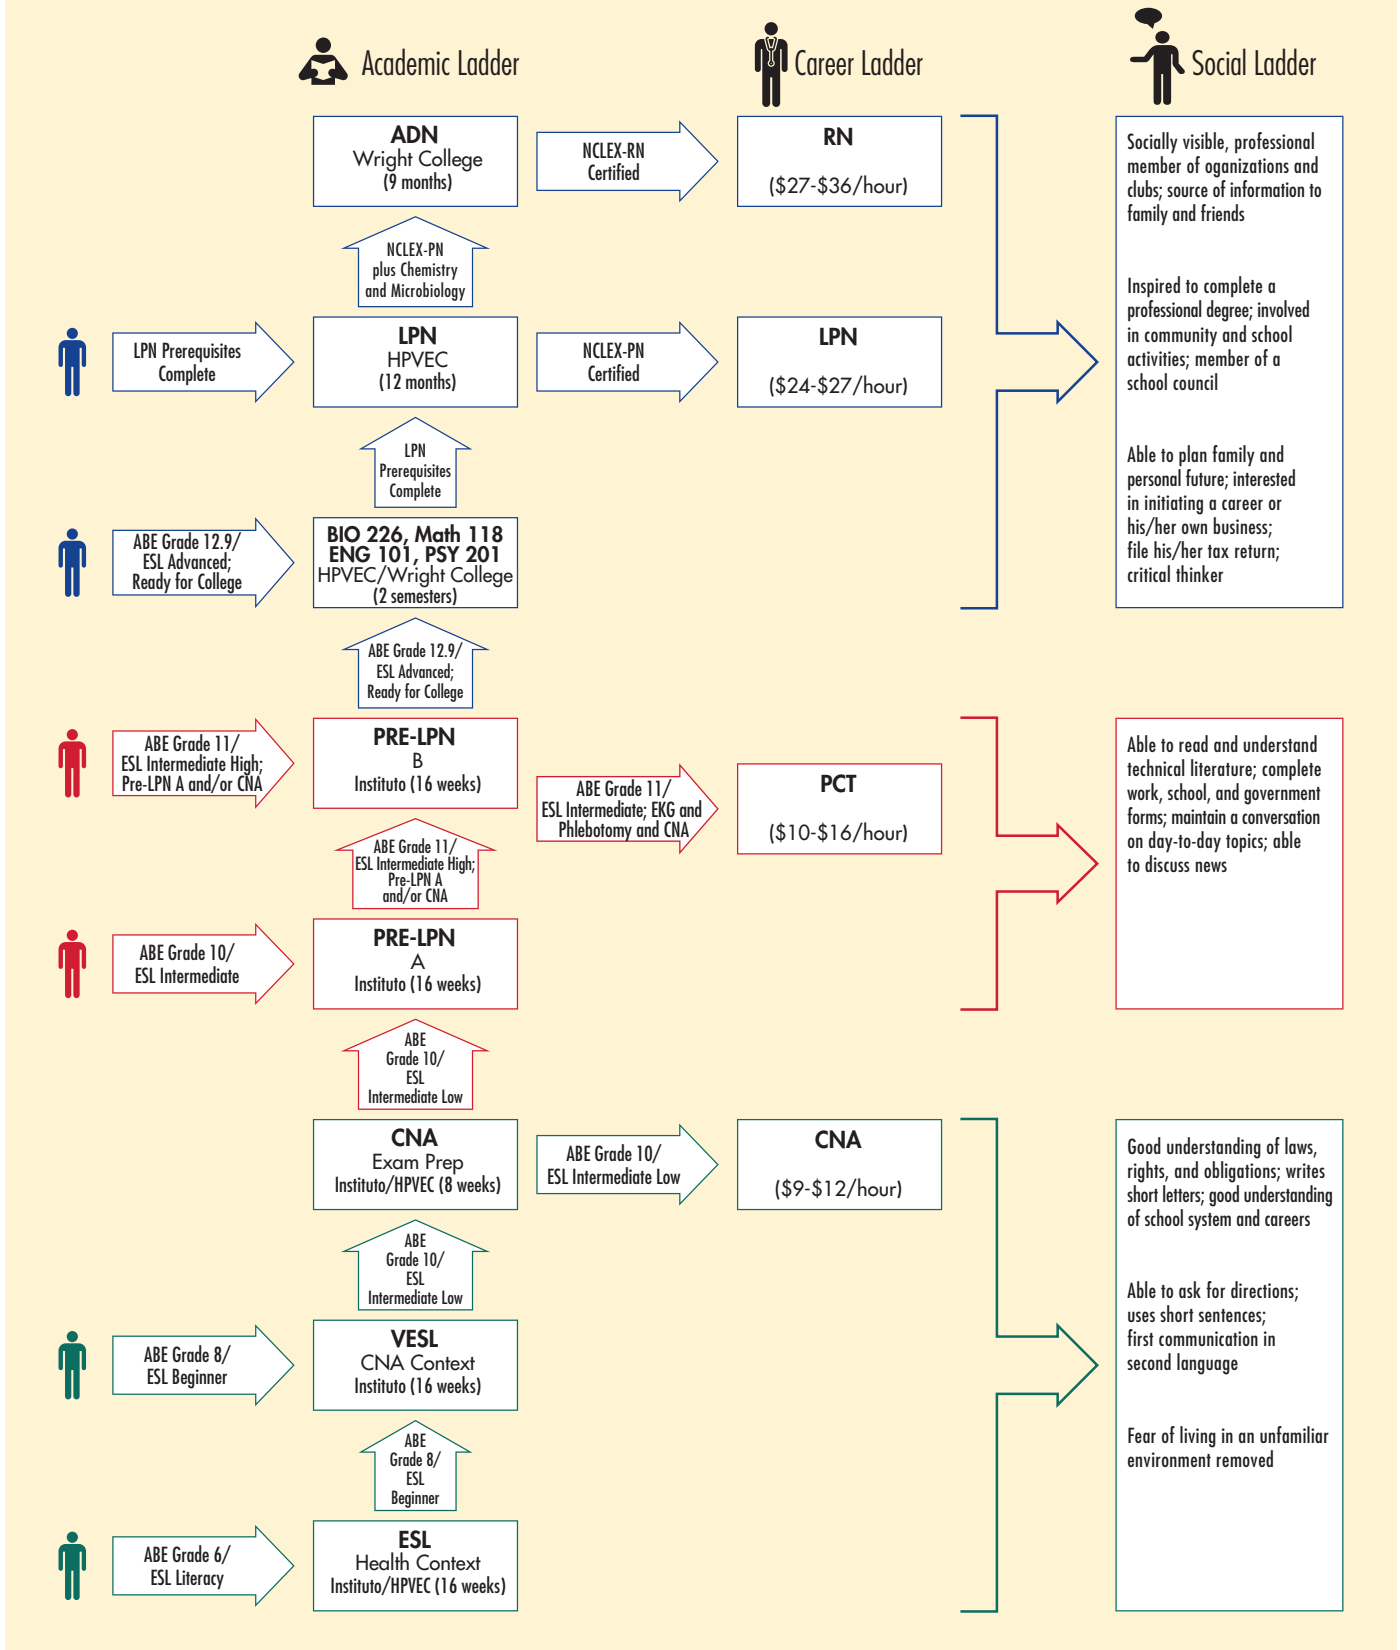 Academic Ladder
Career Ladder
Social Ladder
ADN
Wright College
(9 months)
NCLEX-RN
Certified
RN
($27-$36/hour)
Socially visible, professional
member of oganizations and
clubs; source of information to
family and friends
Inspired to complete a
professional degree; involved
in community and school
activities; member of a
school council
Able to plan family and
personal future; interested
in initiating a career or
his/her own business;
file his/her tax return;
critical thinker
NCLEX-PN
plus Chemistry
and Microbiology
LPN Prerequisites
Complete
LPN
HPVEC
(12 months)
NCLEX-PN
Certified
LPN
($24-$27/hour)
LPN
Prerequisites
Complete
ABE Grade 12.9/
ESL Advanced;
Ready for College
BIO 226, Math 118
ENG 101, PSY 201
HPVEC/Wright College
(2 semesters)
ABE Grade 12.9/
ESL Advanced;
Ready for College
ABE Grade 11/
ESL Intermediate High;
Pre-LPN A and/or CNA
PRE-LPN
B
Instituto (16 weeks)
ABE Grade 11/
ESL Intermediate; EKG and
Phlebotomy and CNA
PCT
($10-$16/hour)
Able to read and understand
technical literature; complete
work, school, and government
forms; maintain a conversation
on day-to-day topics; able
to discuss news
ABE Grade 11/
ESL Intermediate High;
Pre-LPN A
and/or CNA
ABE Grade 10/
ESL Intermediate
PRE-LPN
A
Instituto (16 weeks)
ABE
Grade 10/
ESL
Intermediate Low
CNA
Exam Prep
Instituto/HPVEC (8 weeks)
ABE Grade 10/
ESL Intermediate Low
CNA
($9-$12/hour)
Good understanding of laws,
rights, and obligations; writes
short letters; good understanding
of school system and careers
Able to ask for directions;
uses short sentences;
first communication in
second language
Fear of living in an unfamiliar
environment removed
ABE
Grade 10/
ESL
Intermediate Low
ABE Grade 8/
ESL Beginner
VESL
CNA Context
Instituto (16 weeks)
ABE
Grade 8/
ESL
Beginner
ABE Grade 6/
ESL Literacy
ESL
Health Context
Instituto/HPVEC (16 weeks)